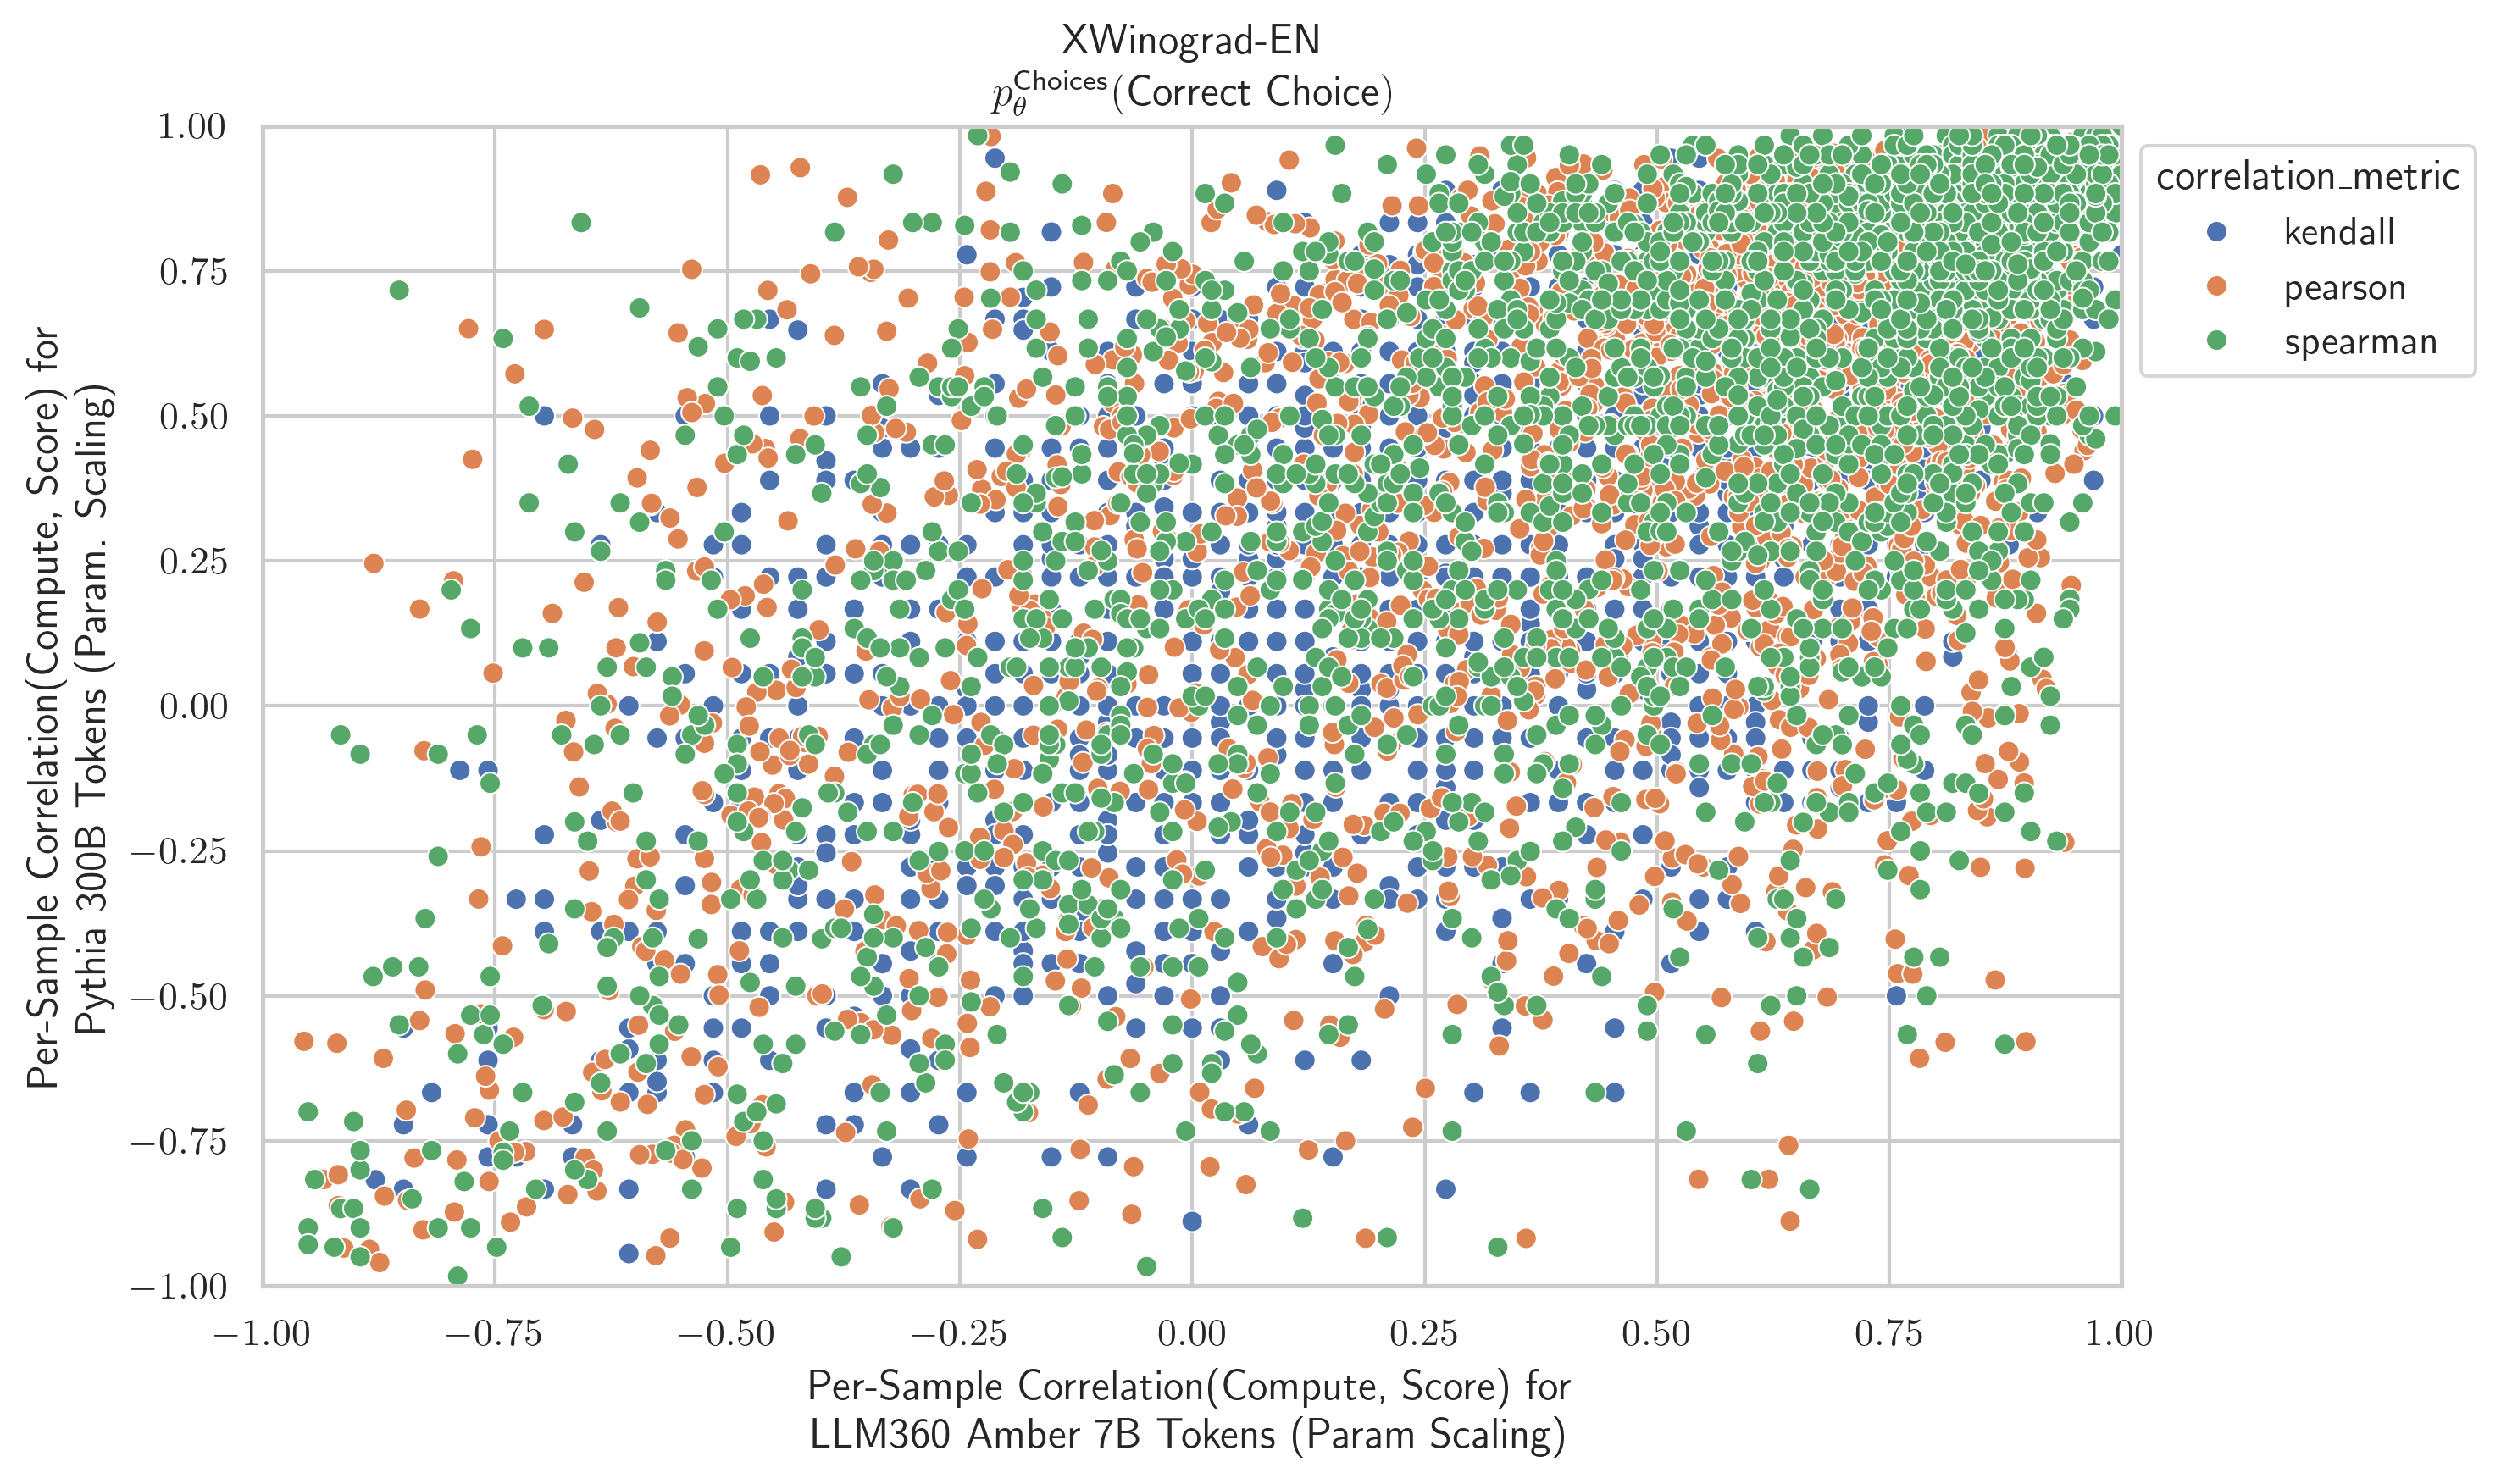 XWinograd-EN
p_θ^Choices(Correct Choice)
1.00
0.75
0.50
0.25
0.00
−0.25
−0.50
−0.75
−1.00
Per-Sample Correlation(Compute, Score) for
Pythia 300B Tokens (Param. Scaling)
−1.00 −0.75 −0.50 −0.25 0.00 0.25 0.50 0.75 1.00
Per-Sample Correlation(Compute, Score) for
LLM360 Amber 7B Tokens (Param Scaling)
correlation_metric
kendall
pearson
spearman